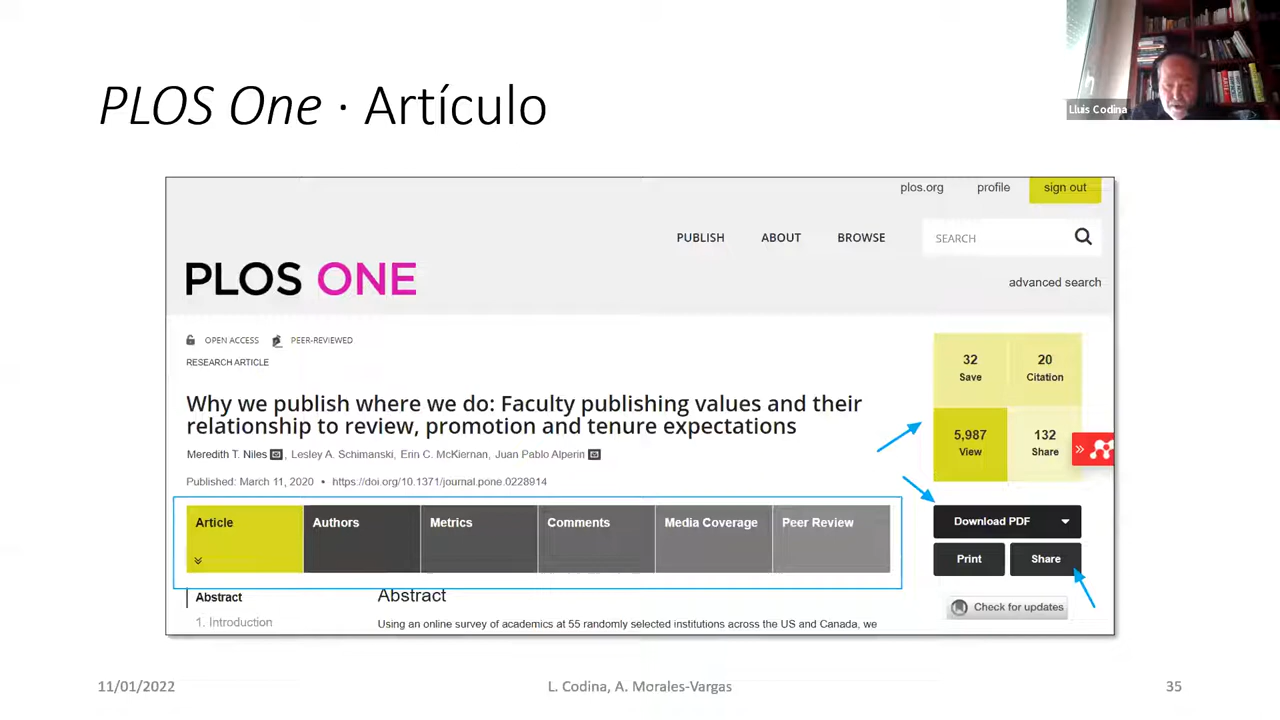 PLOS One · Artículo
Lluís Codina
plos.org profile sign out
PUBLISH ABOUT BROWSE SEARCH
PLOS ONE
advanced search
OPEN ACCESS PEER-REVIEWED
RESEARCH ARTICLE
Why we publish where we do: Faculty publishing values and their
relationship to review, promotion and tenure expectations
Meredith T. Niles, Lesley A. Schimanski, Erin C. McKiernan, Juan Pablo Alperin
Published: March 11, 2020 • https://doi.org/10.1371/journal.pone.0228914
32
Save
20
Citation
5,987
View
132
Share
Article Authors Metrics Comments Media Coverage Peer Review
Download PDF
Print Share
Check for updates
Abstract
1. Introduction
Abstract
Using an online survey of academics at 55 randomly selected institutions across the US and Canada, we
11/01/2022 L. Codina, A. Morales-Vargas 35